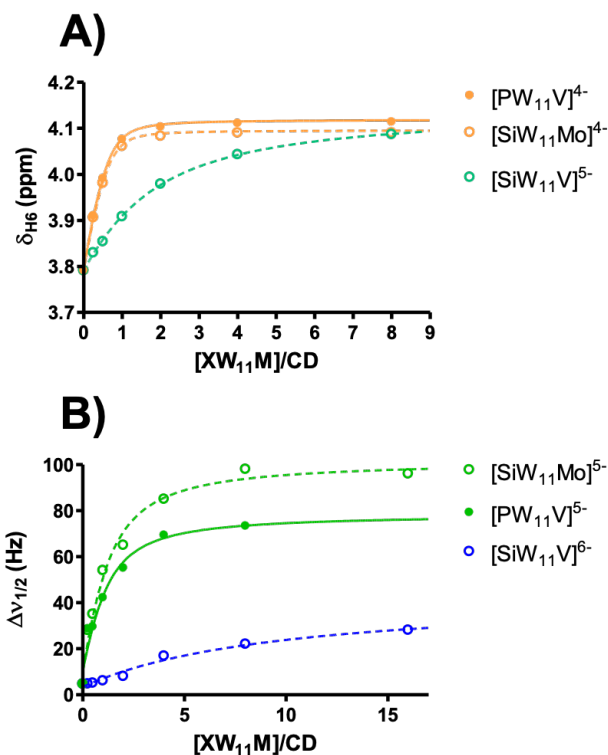 A)
4.2
4.1
4.0
3.9
3.8
3.7
δH6 (ppm)
0 1 2 3 4 5 6 7 8 9
[XW11M]/CD
[PW11V]4-
[SiW11Mo]4-
[SiW11V]5-
B)
100
80
60
40
20
0
Δν1/2 (Hz)
0 5 10 15
[XW11M]/CD
[SiW11Mo]5-
[PW11V]5-
[SiW11V]6-